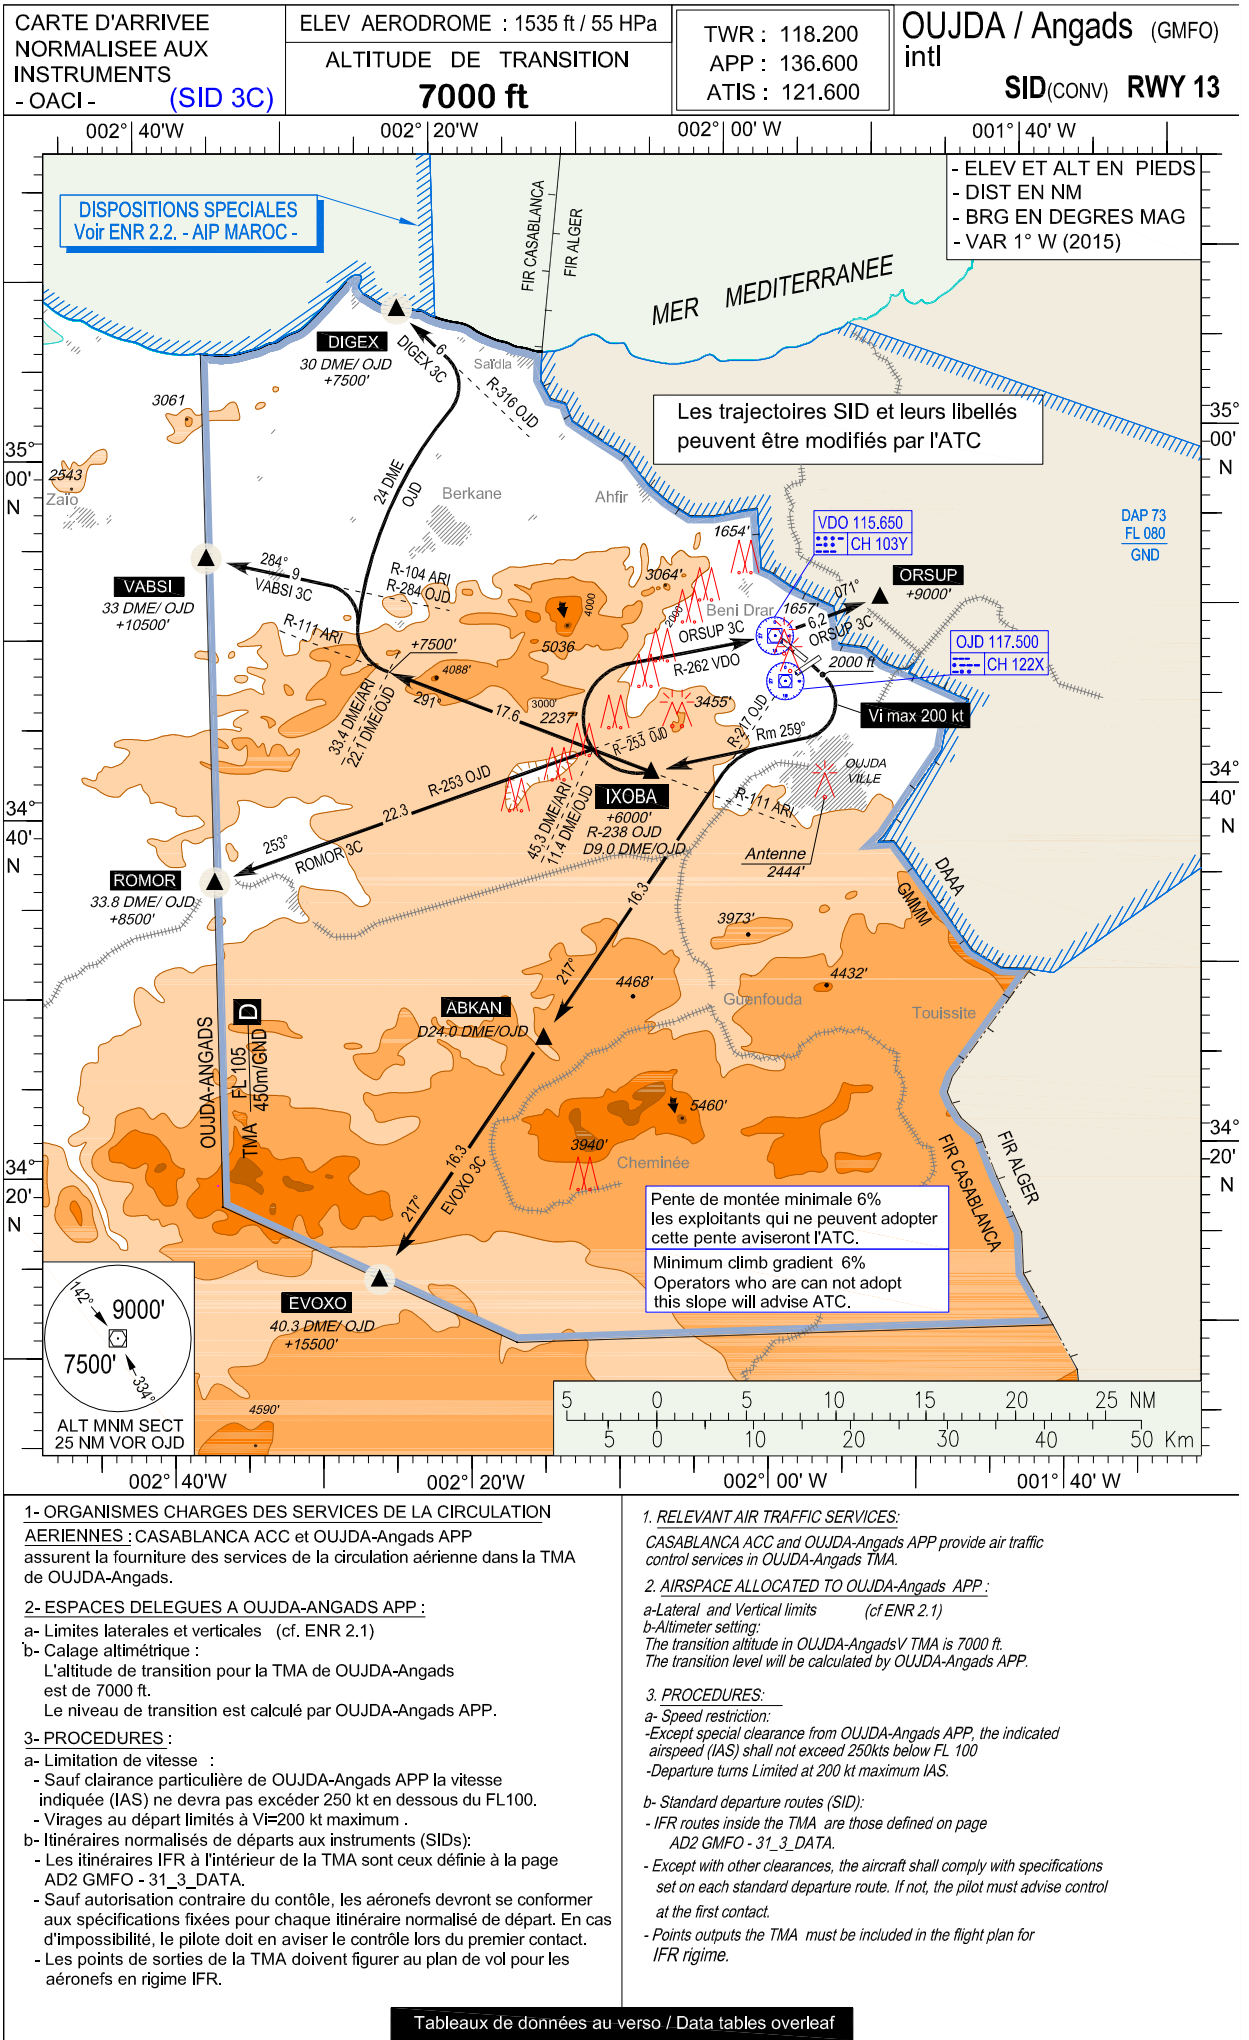 CARTE D'ARRIVEE
NORMALISEE AUX
INSTRUMENTS
- OACI - (SID 3C)
ELEV AERODROME : 1535 ft / 55 HPa
ALTITUDE DE TRANSITION
7000 ft
TWR : 118.200
APP : 136.600
ATIS : 121.600
OUJDA / Angads (GMFO)
intl
SID(CONV) RWY 13
002° 40' W
002° 20' W
002° 00' W
001° 40' W
- ELEV ET ALT EN PIEDS
- DIST EN NM
- BRG EN DEGRES MAG
- VAR 1° W (2015)
DISPOSITIONS SPECIALES
Voir ENR 2.2. - AIP MAROC -
FIR CASABLANCA
FIR ALGER
MER MEDITERRANEE
DIGEX
30 DME/ OJD
+7500'
6
DIGEX 3C
Saïdia
R-316 OJD
3061
Les trajectoires SID et leurs libellés
peuvent être modifiés par l'ATC
35°
00'
N
35°
00'
N
2543
Zaïo
24 DME
OJD
Berkane
Ahfir
1654'
VDO 115.650
CH 103Y
DAP 73
FL 080
GND
VABSI
33 DME/ OJD
+10500'
284°
9
VABSI 3C
R-104 ARI
R-284 OJD
R-111 ARI
3064'
4000
2000
5036
Beni Drar
1657'
ORSUP
+9000'
071°
6.2
ORSUP 3C
ORSUP 3C
R-262 VDO
OJD 117.500
CH 122X
2000 ft
+7500'
4088'
291°
17.6
3000'
2237'
3455'
33.4 DME/ARI
22.1 DME/OJD
R-253 OJD
R-217 OJD
Rm 259°
Vi max 200 kt
OUJDA
VILLE
R-253 OJD
22.3
253°
ROMOR 3C
IXOBA
+6000'
R-238 OJD
D9.0 DME/OJD
R-111 ARI
45.3 DME/ARI
11.4 DME/OJD
Antenne
2444'
34°
40'
N
34°
40'
N
ROMOR
33.8 DME/ OJD
+8500'
16.3
DAAA
GMMM
3973'
217°
4468'
4432'
Guenfouda
Touissite
ABKAN
D24.0 DME/OJD
OUJDA-ANGADS
TMA
FL 105
450m/GND
D
5460'
3940'
Cheminée
16.3
EVOXO 3C
217°
FIR CASABLANCA
FIR ALGER
34°
20'
N
34°
20'
N
Pente de montée minimale 6%
les exploitants qui ne peuvent adopter
cette pente aviseront l'ATC.
Minimum climb gradient 6%
Operators who are can not adopt
this slope will advise ATC.
EVOXO
40.3 DME/ OJD
+15500'
142°
9000'
7500'
334°
ALT MNM SECT
25 NM VOR OJD
4590'
5 0 5 10 15 20 25 NM
5 0 10 20 30 40 50 Km
002° 40'W
002° 20'W
002° 00' W
001° 40' W
1- ORGANISMES CHARGES DES SERVICES DE LA CIRCULATION
AERIENNES : CASABLANCA ACC et OUJDA-Angads APP
assurent la fourniture des services de la circulation aérienne dans la TMA
de OUJDA-Angads.
2- ESPACES DELEGUES A OUJDA-ANGADS APP :
a- Limites laterales et verticales (cf. ENR 2.1)
b- Calage altimétrique :
L'altitude de transition pour la TMA de OUJDA-Angads
est de 7000 ft.
Le niveau de transition est calculé par OUJDA-Angads APP.
3- PROCEDURES :
a- Limitation de vitesse :
- Sauf clairance particulière de OUJDA-Angads APP la vitesse
indiquée (IAS) ne devra pas excéder 250 kt en dessous du FL100.
- Virages au départ limités à Vi=200 kt maximum .
b- Itinéraires normalisés de départs aux instruments (SIDs):
- Les itinéraires IFR à l'intérieur de la TMA sont ceux définie à la page
AD2 GMFO - 31_3_DATA.
- Sauf autorisation contraire du contôle, les aéronefs devront se conformer
aux spécifications fixées pour chaque itinéraire normalisé de départ. En cas
d'impossibilité, le pilote doit en aviser le contrôle lors du premier contact.
- Les points de sorties de la TMA doivent figurer au plan de vol pour les
aéronefs en rigime IFR.
1. RELEVANT AIR TRAFFIC SERVICES:
CASABLANCA ACC and OUJDA-Angads APP provide air traffic
control services in OUJDA-Angads TMA.
2. AIRSPACE ALLOCATED TO OUJDA-Angads APP :
a-Lateral and Vertical limits (cf ENR 2.1)
b-Altimeter setting:
The transition altitude in OUJDA-AngadsV TMA is 7000 ft.
The transition level will be calculated by OUJDA-Angads APP.
3. PROCEDURES:
a- Speed restriction:
-Except special clearance from OUJDA-Angads APP, the indicated
airspeed (IAS) shall not exceed 250kts below FL 100
-Departure turns Limited at 200 kt maximum IAS.
b- Standard departure routes (SID):
- IFR routes inside the TMA are those defined on page
AD2 GMFO - 31_3_DATA.
- Except with other clearances, the aircraft shall comply with specifications
set on each standard departure route. If not, the pilot must advise control
at the first contact.
- Points outputs the TMA must be included in the flight plan for
IFR rigime.
Tableaux de données au verso / Data tables overleaf